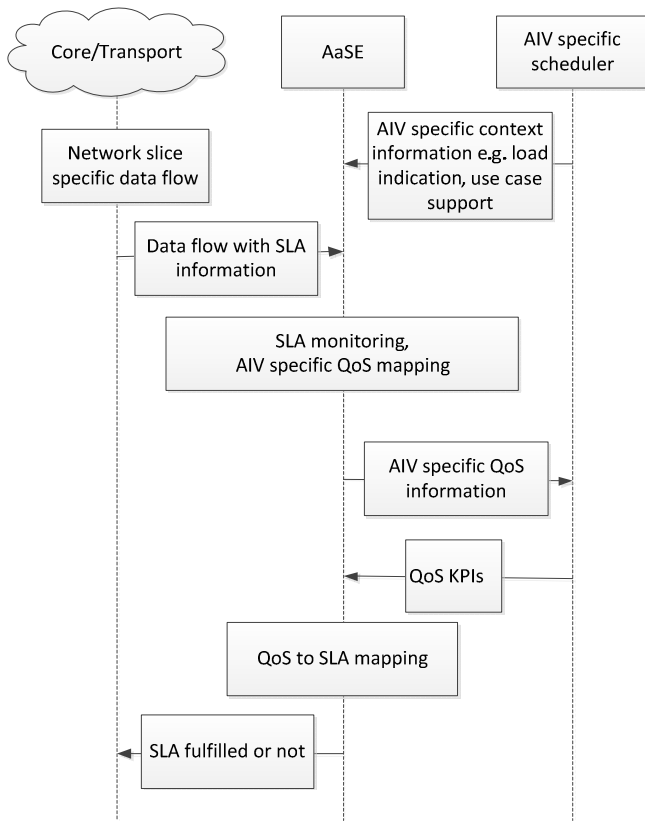 Core/Transport
AaSE
AIV specific
scheduler
Network slice
specific data flow
AIV specific context
information e.g. load
indication, use case
support
Data flow with SLA
information
SLA monitoring,
AIV specific QoS mapping
AIV specific QoS
information
QoS KPIs
QoS to SLA mapping
SLA fulfilled or not